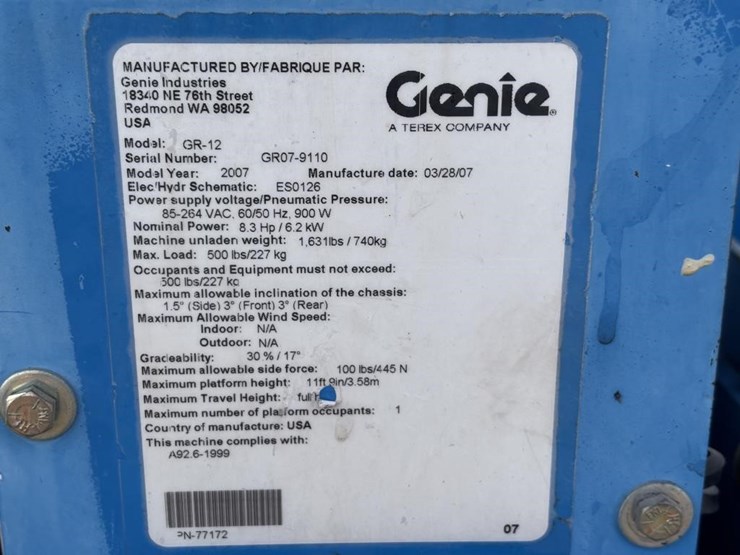 MANUFACTURED BY/FABRIQUE PAR:
Genie Industries
18340 NE 76th Street
Redmond WA 98052
USA
Genie®
A TEREX COMPANY
Model: GR-12
Serial Number: GR07-9110
Model Year: 2007 Manufacture date: 03/28/07
Elec/Hydr Schematic: ES0126
Power supply voltage/Pneumatic Pressure:
85-264 VAC, 60/50 Hz, 900 W
Nominal Power: 8.3 Hp / 6.2 kW
Machine unladen weight: 1,631lbs / 740kg
Max. Load: 500 lbs/227 kg
Occupants and Equipment must not exceed:
500 lbs/227 kg
Maximum allowable inclination of the chassis:
1.5° (Side) 3° (Front) 3° (Rear)
Maximum Allowable Wind Speed:
Indoor: N/A
Outdoor: N/A
Gradeability: 30 % / 17°
Maximum allowable side force: 100 lbs/445 N
Maximum platform height: 11ft 9in/3.58m
Maximum Travel Height: full
Maximum number of platform occupants: 1
Country of manufacture: USA
This machine complies with:
A92.6-1999
PN-77172
07